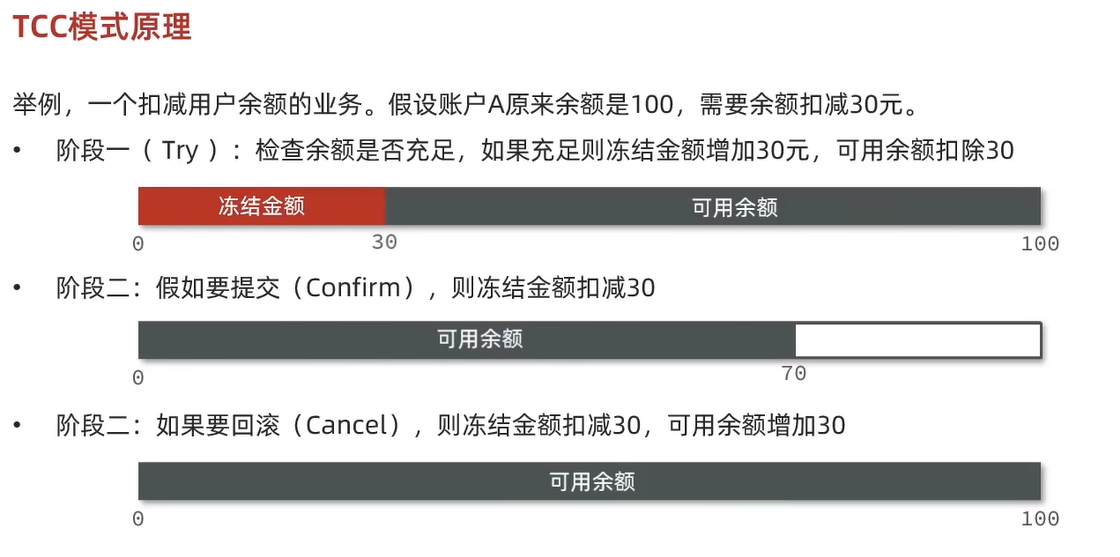 TCC模式原理
举例，一个扣减用户余额的业务。假设账户A原来余额是100，需要余额扣减30元。
• 阶段一（ Try ）：检查余额是否充足，如果充足则冻结金额增加30元，可用余额扣除30
冻结金额 可用余额
0 30 100
• 阶段二：假如要提交（Confirm），则冻结金额扣减30
可用余额
0 70
• 阶段二：如果要回滚（Cancel），则冻结金额扣减30，可用余额增加30
可用余额
0 100